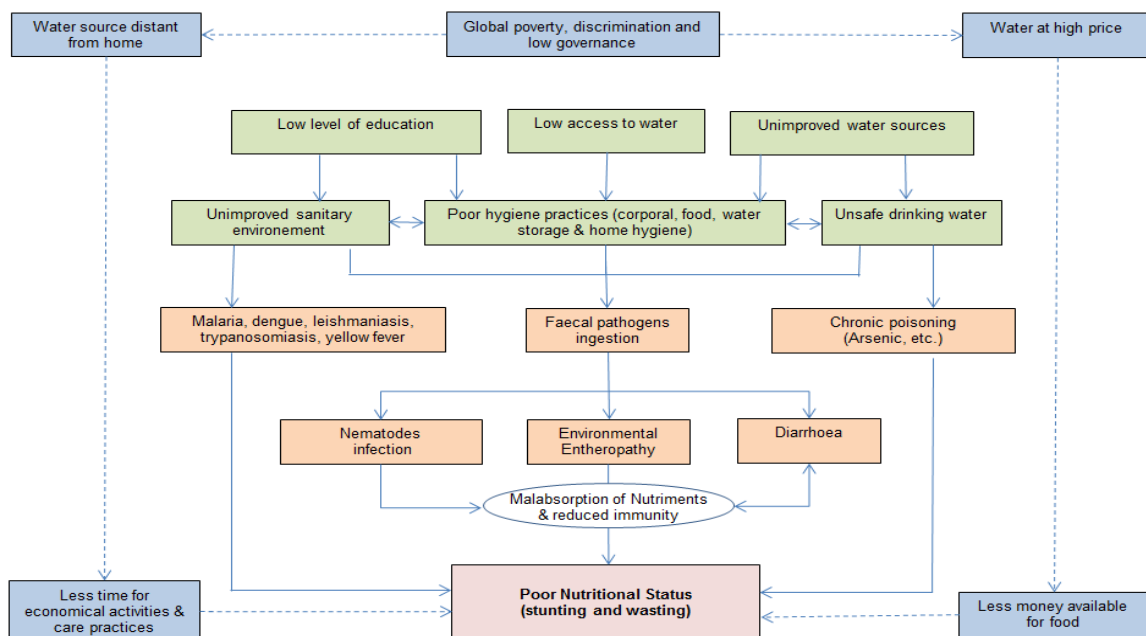 Water source distant
from home
Global poverty, discrimination and
low governance
Water at high price
Low level of education
Low access to water
Unimproved water sources
Unimproved sanitary
environement
Poor hygiene practices (corporal, food, water
storage & home hygiene)
Unsafe drinking water
Malaria, dengue, leishmaniasis,
trypanosomiasis, yellow fever
Faecal pathogens
ingestion
Chronic poisoning
(Arsenic, etc.)
Nematodes
infection
Environmental
Entheropathy
Diarrhoea
Malabsorption of Nutriments
& reduced immunity
Less time for
economical activities &
care practices
Poor Nutritional Status
(stunting and wasting)
Less money available
for food